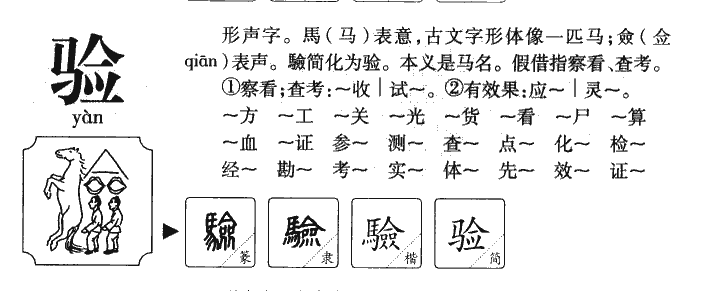 验
yàn
形声字。馬(马)表意,古文字形体像一匹马;僉(佥
qiān)表声。驗简化为验。本义是马名。假借指察看、查考。
①察看;查考:~收|试~。②有效果:应~|灵~。
~方 ~工 ~关 ~光 ~货 ~看 ~尸 ~算
~血 ~证 参~ 测~ 查~ 点~ 化~ 检~
经~ 勘~ 考~ 实~ 体~ 先~ 效~ 证~
驗 篆 驗 隶 驗 楷 验 简